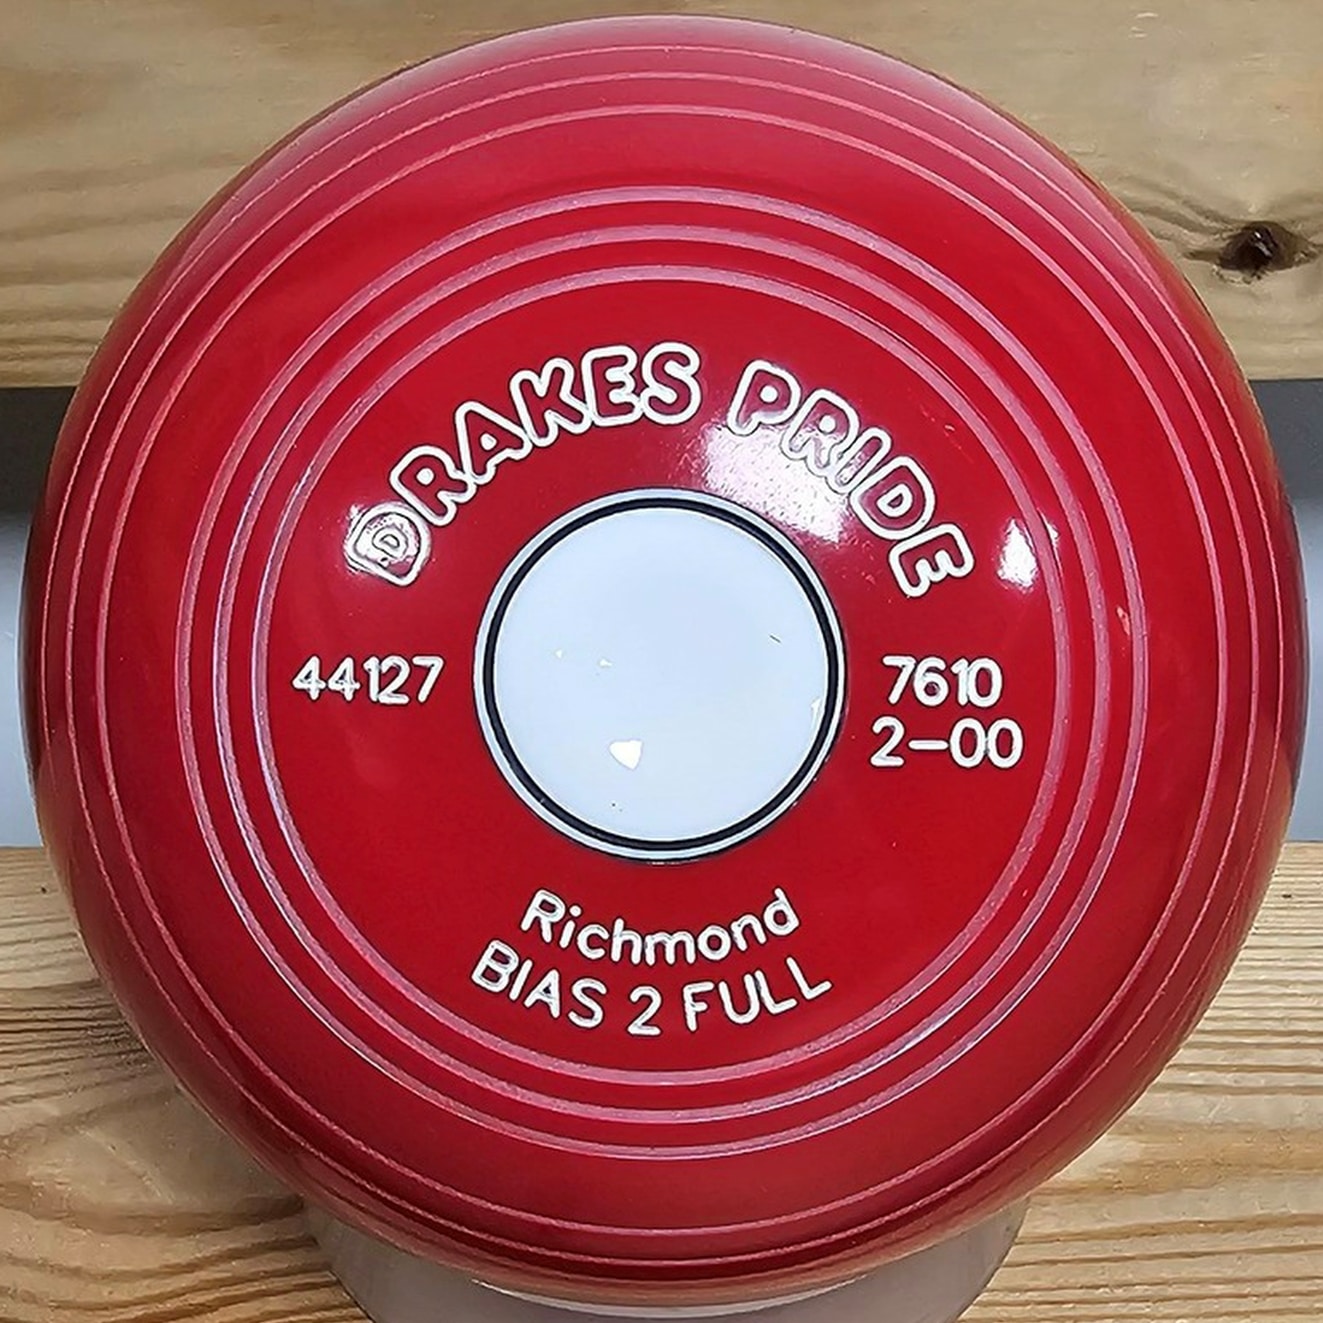 DRAKES PRIDE
44127
7610
2-00
Richmond
BIAS 2 FULL